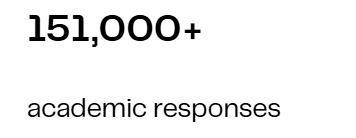 151,000+
academic responses